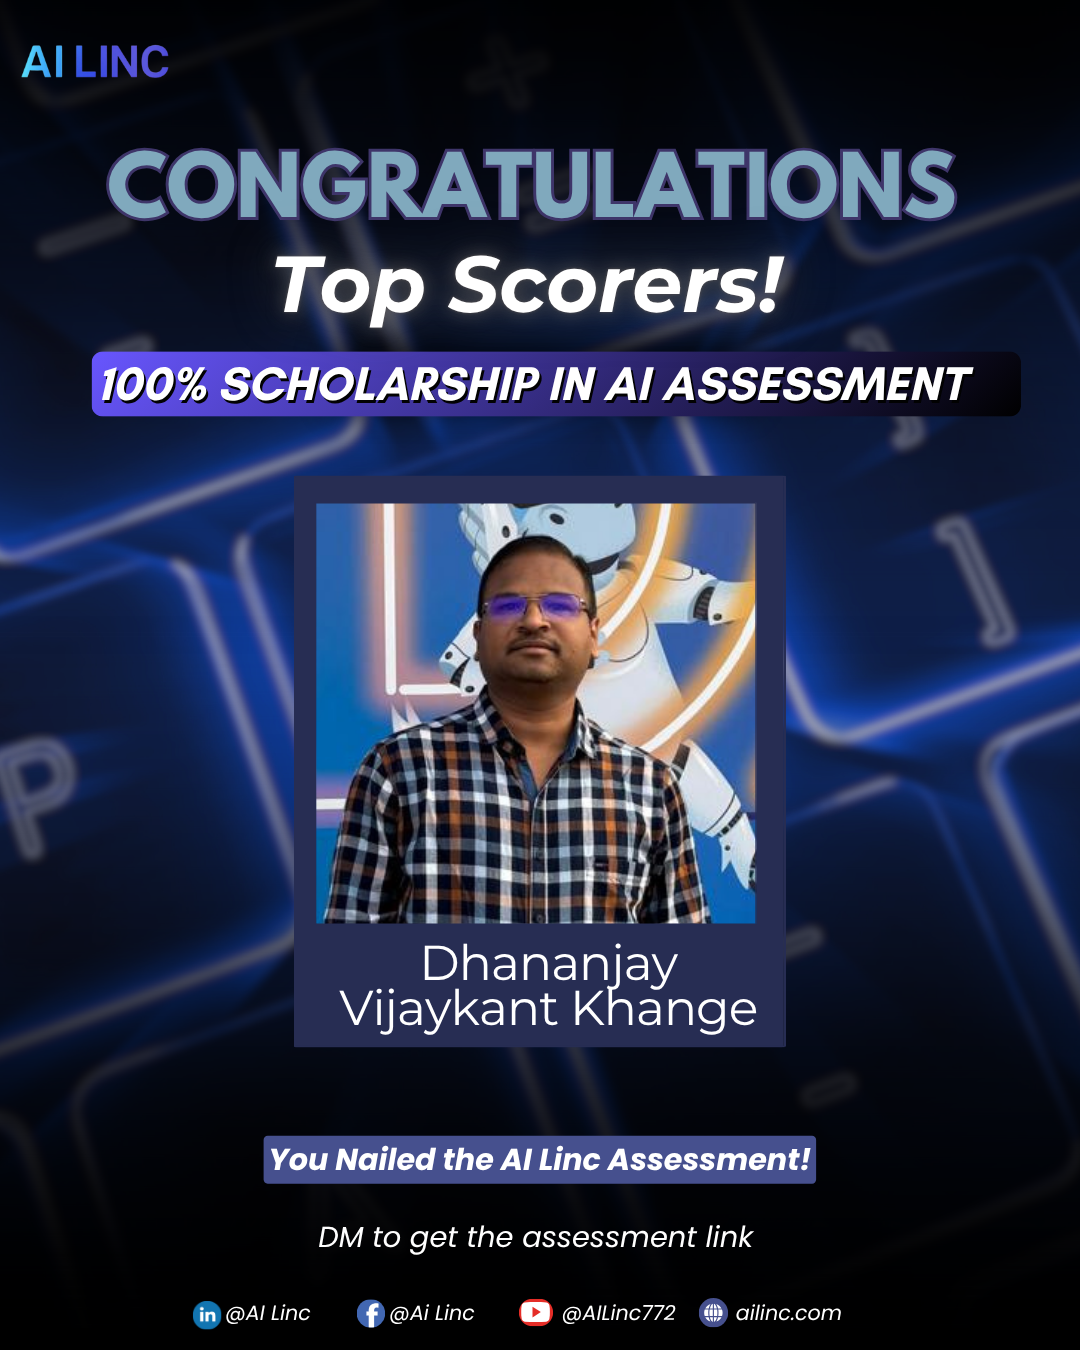 AI LINC
CONGRATULATIONS
Top Scorers!
100% SCHOLARSHIP IN AI ASSESSMENT
Dhananjay
Vijaykant Khange
You Nailed the AI Linc Assessment!
DM to get the assessment link
@AI Linc @Ai Linc @AILinc772 ailinc.com